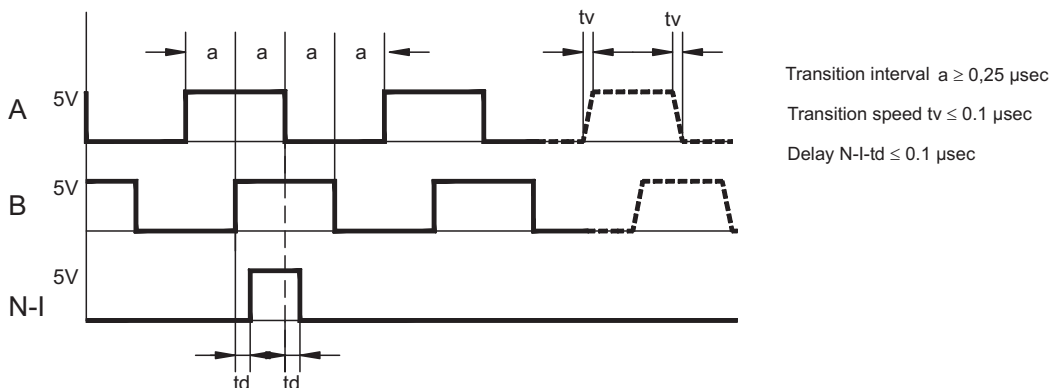 tv tv
a a a a
Transition interval a ≥ 0,25 µsec
5V
A
Transition speed tv ≤ 0.1 µsec
Delay N-I-td ≤ 0.1 µsec
5V
B
5V
N-I
td td